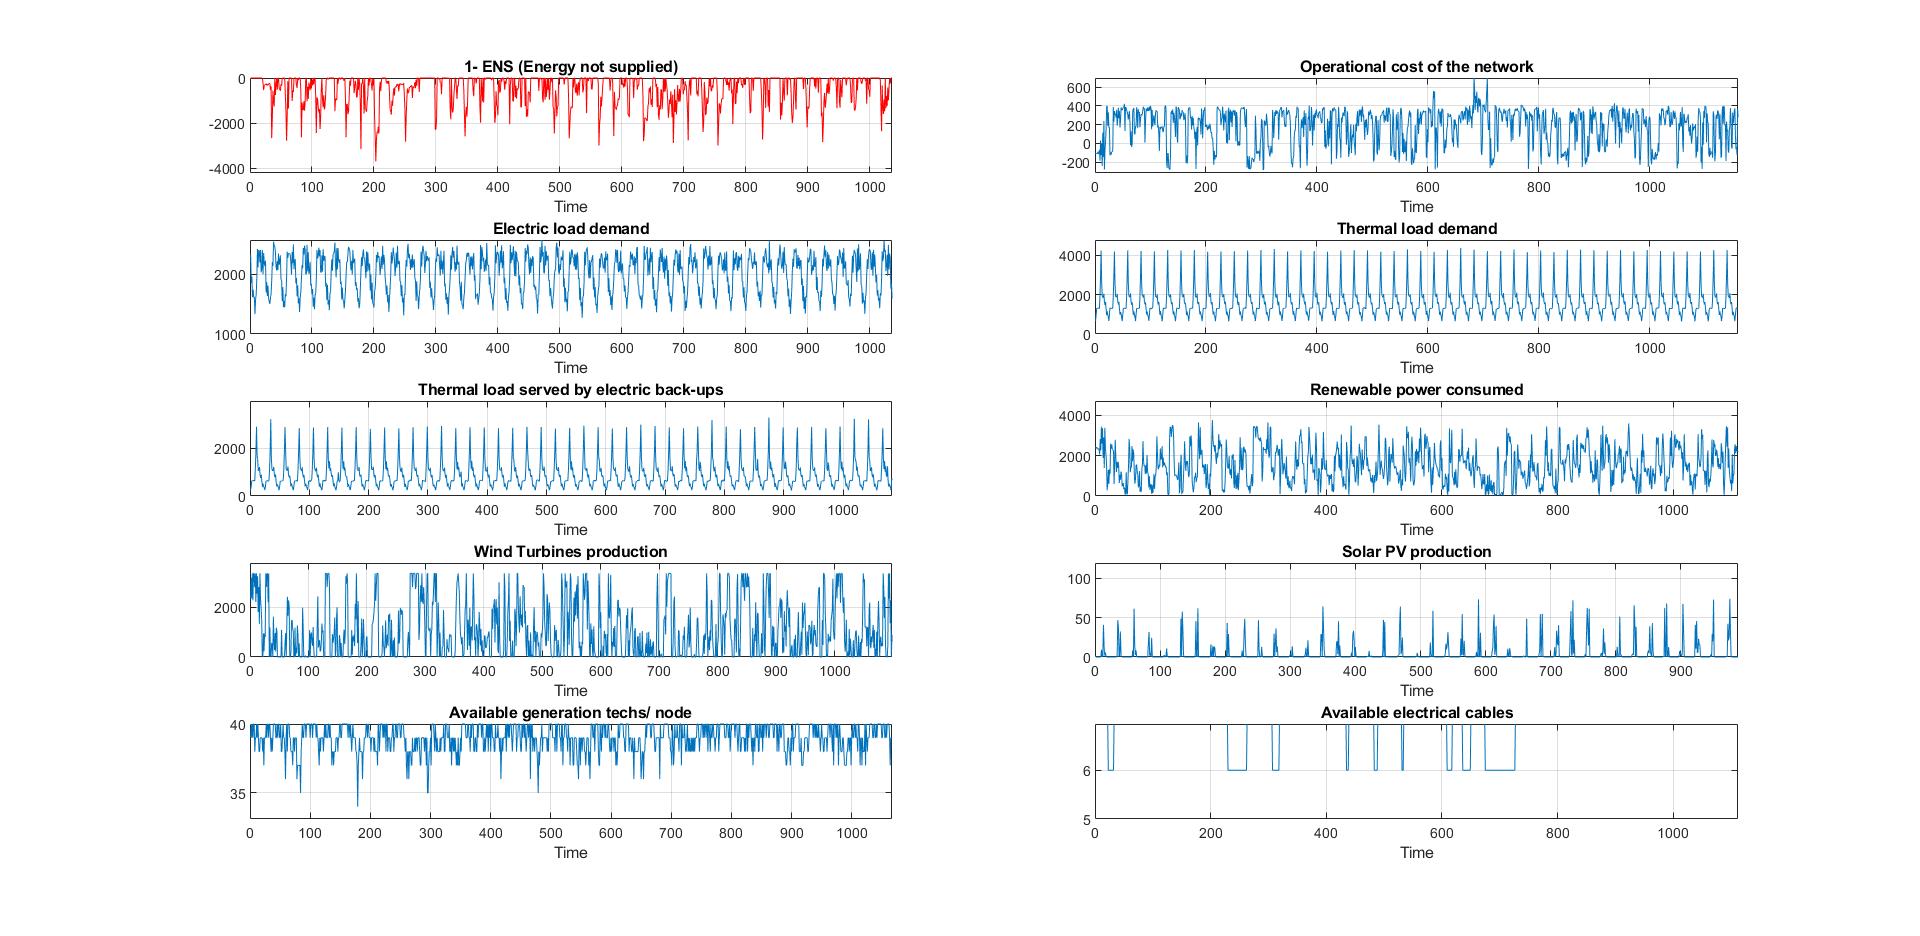 1- ENS (Energy not supplied)
0
-2000
-4000
0 100 200 300 400 500 600 700 800 900 1000
Time
Operational cost of the network
600
400
200
0
-200
0 200 400 600 800 1000
Time
Electric load demand
2000
1000
0 100 200 300 400 500 600 700 800 900 1000
Time
Thermal load demand
4000
2000
0
0 200 400 600 800 1000
Time
Thermal load served by electric back-ups
2000
0
0 100 200 300 400 500 600 700 800 900 1000
Time
Renewable power consumed
4000
2000
0
0 200 400 600 800 1000
Time
Wind Turbines production
2000
0
0 100 200 300 400 500 600 700 800 900 1000
Time
Solar PV production
100
50
0
0 100 200 300 400 500 600 700 800 900
Time
Available generation techs/ node
40
35
0 100 200 300 400 500 600 700 800 900 1000
Time
Available electrical cables
6
5
0 200 400 600 800 1000
Time